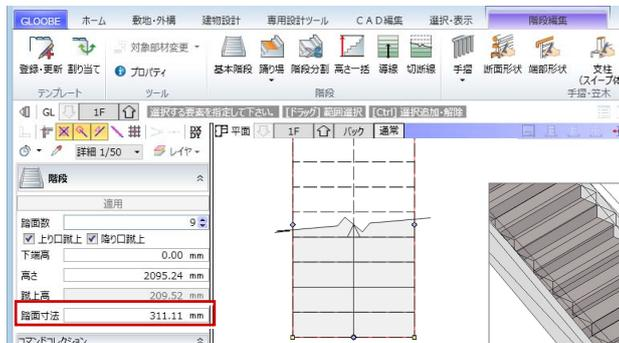 GLOOBE ホーム 敷地・外構 建物設計 専用設計ツール CAD編集 選択・表示 階段編集
対象部材変更
登録・更新 割り当て プロパティ 基本階段 踊り場 階段分割 高さ一括 導線 切断線 手摺 断面形状 端部形状 支柱
(スイープ体
テンプレート ツール 階段 手摺・笠木
GL 1F 選択する要素を指定して下さい。 [[ドラッグ] 範囲選択] [[Ctrl] 選択追加・解除]
平面 1F バック 通常
詳細 1/50 レイヤ
階段
適用
踏面数 9
上り口蹴上 降り口蹴上
下端高 0.00 mm
高さ 2095.24 mm
蹴上高 209.52 mm
踏面寸法 311.11 mm
コマンドコレクション